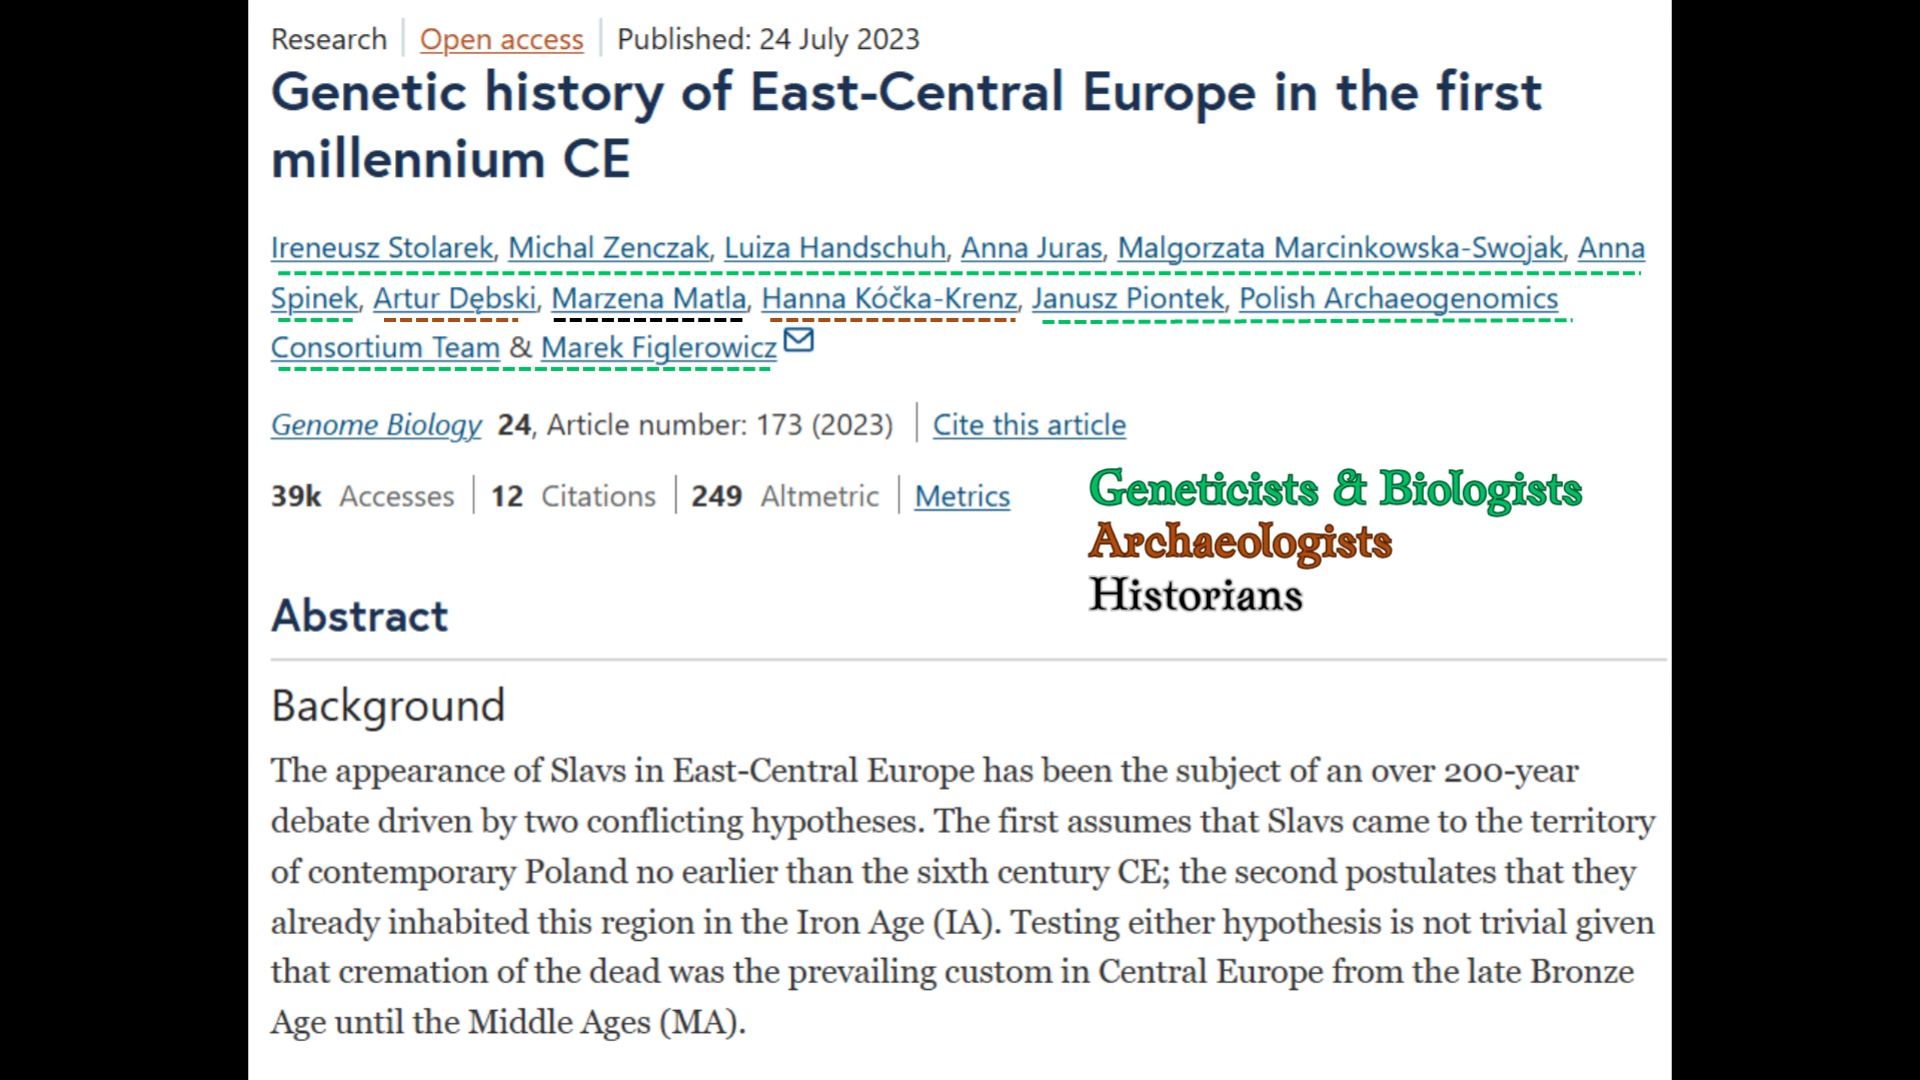 Research Open access Published: 24 July 2023
Genetic history of East-Central Europe in the first
millennium CE
Ireneusz Stolarek, Michal Zenczak, Luiza Handschuh, Anna Juras, Malgorzata Marcinkowska-Swojak, Anna
Spinek, Artur Dębski, Marzena Matla, Hanna Kóčka-Krenz, Janusz Piontek, Polish Archaeogenomics
Consortium Team & Marek Figlerowicz
Genome Biology 24, Article number: 173 (2023) Cite this article
39k Accesses 12 Citations 249 Altmetric Metrics
Geneticists & Biologists
Archaeologists
Historians
Abstract
Background
The appearance of Slavs in East-Central Europe has been the subject of an over 200-year
debate driven by two conflicting hypotheses. The first assumes that Slavs came to the territory
of contemporary Poland no earlier than the sixth century CE; the second postulates that they
already inhabited this region in the Iron Age (IA). Testing either hypothesis is not trivial given
that cremation of the dead was the prevailing custom in Central Europe from the late Bronze
Age until the Middle Ages (MA).